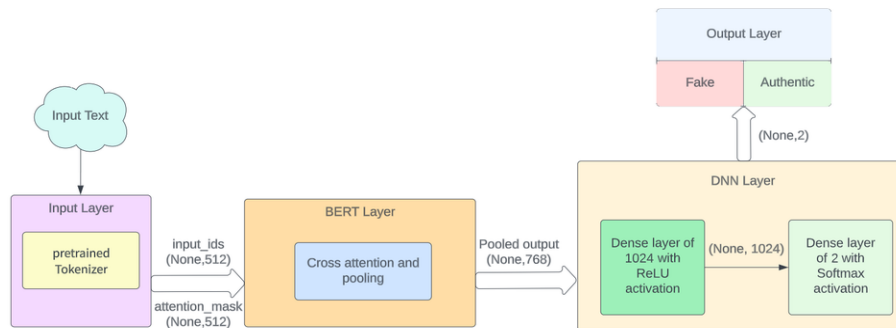 Output Layer
Fake
Authentic
Input Text
(None,2)
DNN Layer
Input Layer
BERT Layer
pretrained
Tokenizer
input_ids
(None,512)
attention_mask
(None,512)
Cross attention and
pooling
Pooled output
(None,768)
Dense layer of
1024 with
ReLU
activation
(None, 1024)
Dense layer
of 2 with
Softmax
activation